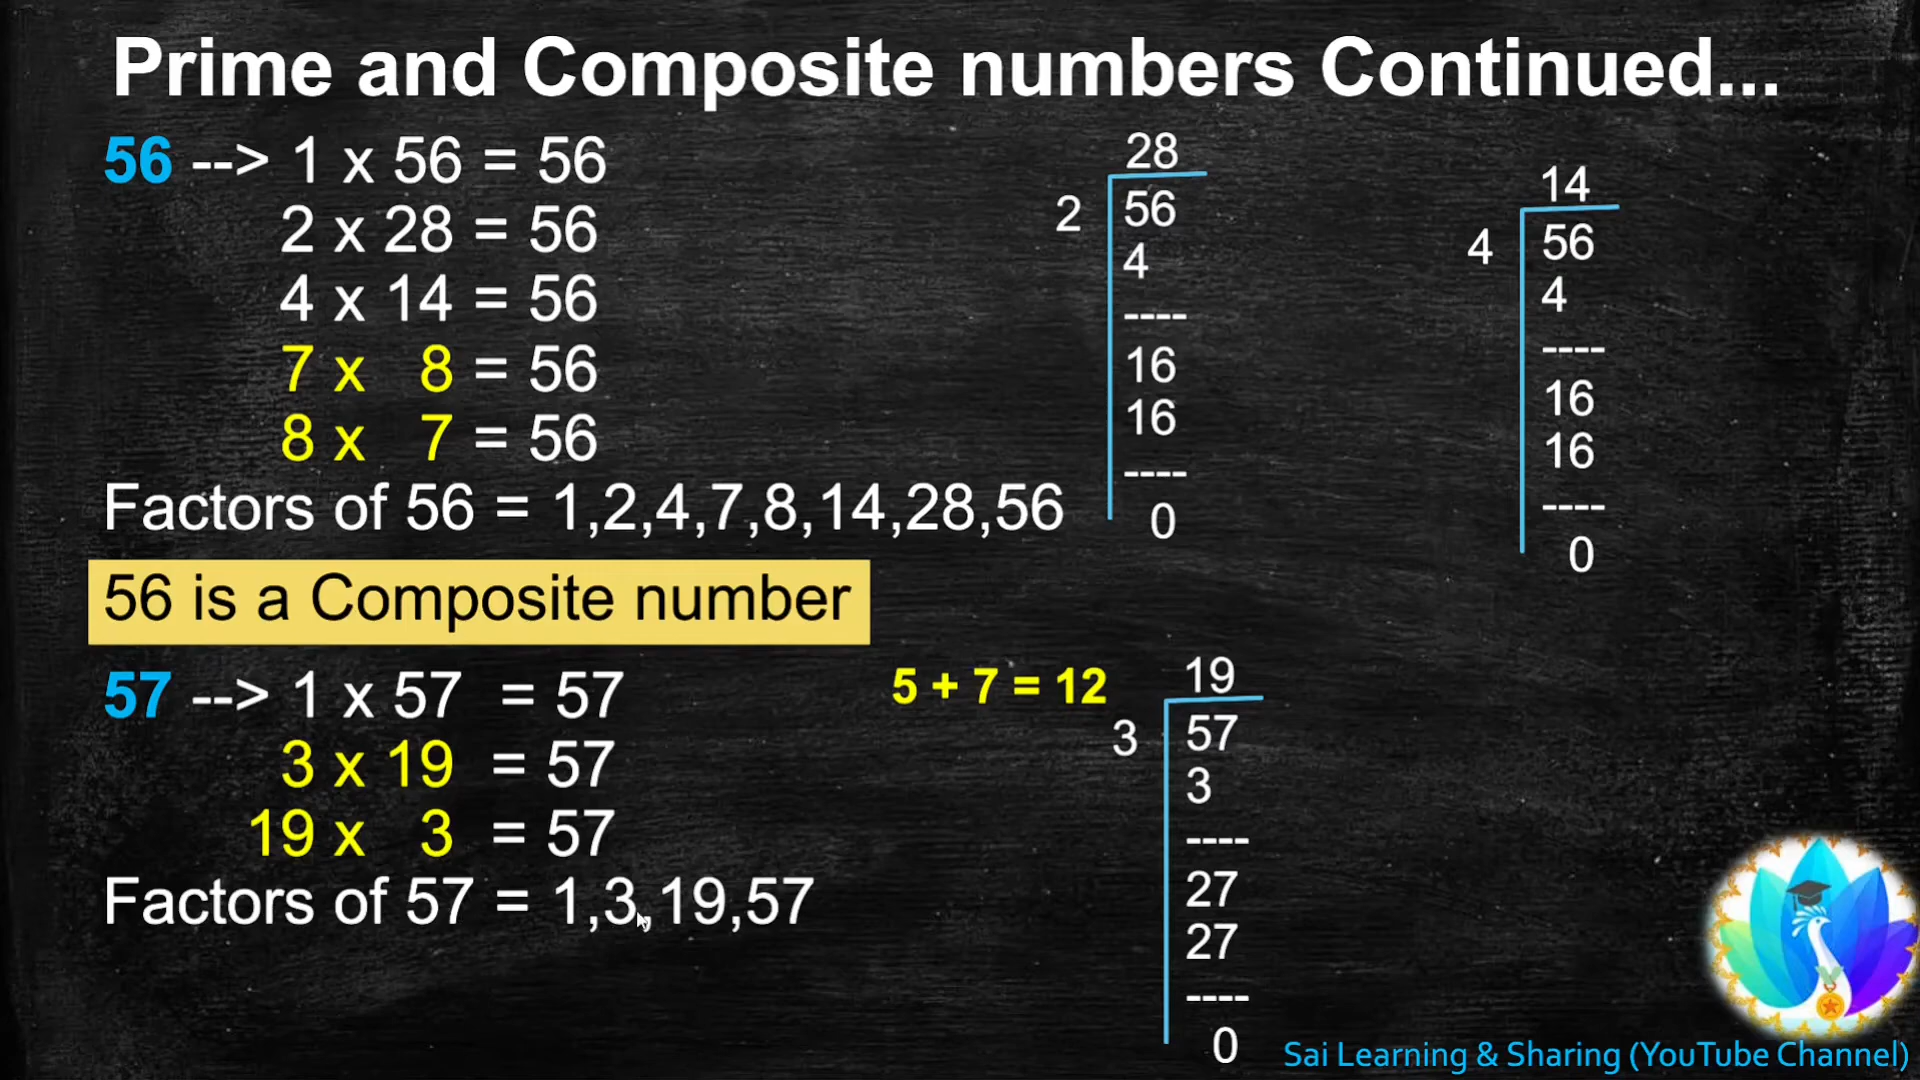 Prime and Composite numbers Continued...
56 --> 1 x 56 = 56
2 x 28 = 56
4 x 14 = 56
7 x 8 = 56
8 x 7 = 56
Factors of 56 = 1,2,4,7,8,14,28,56
56 is a Composite number
28
2 56
4
----
16
16
----
0
14
4 56
4
----
16
16
----
0
57 --> 1 x 57 = 57
3 x 19 = 57
19 x 3 = 57
Factors of 57 = 1,3,19,57
5 + 7 = 12
19
3 57
3
----
27
27
----
0
Sai Learning & Sharing (YouTube Channel)